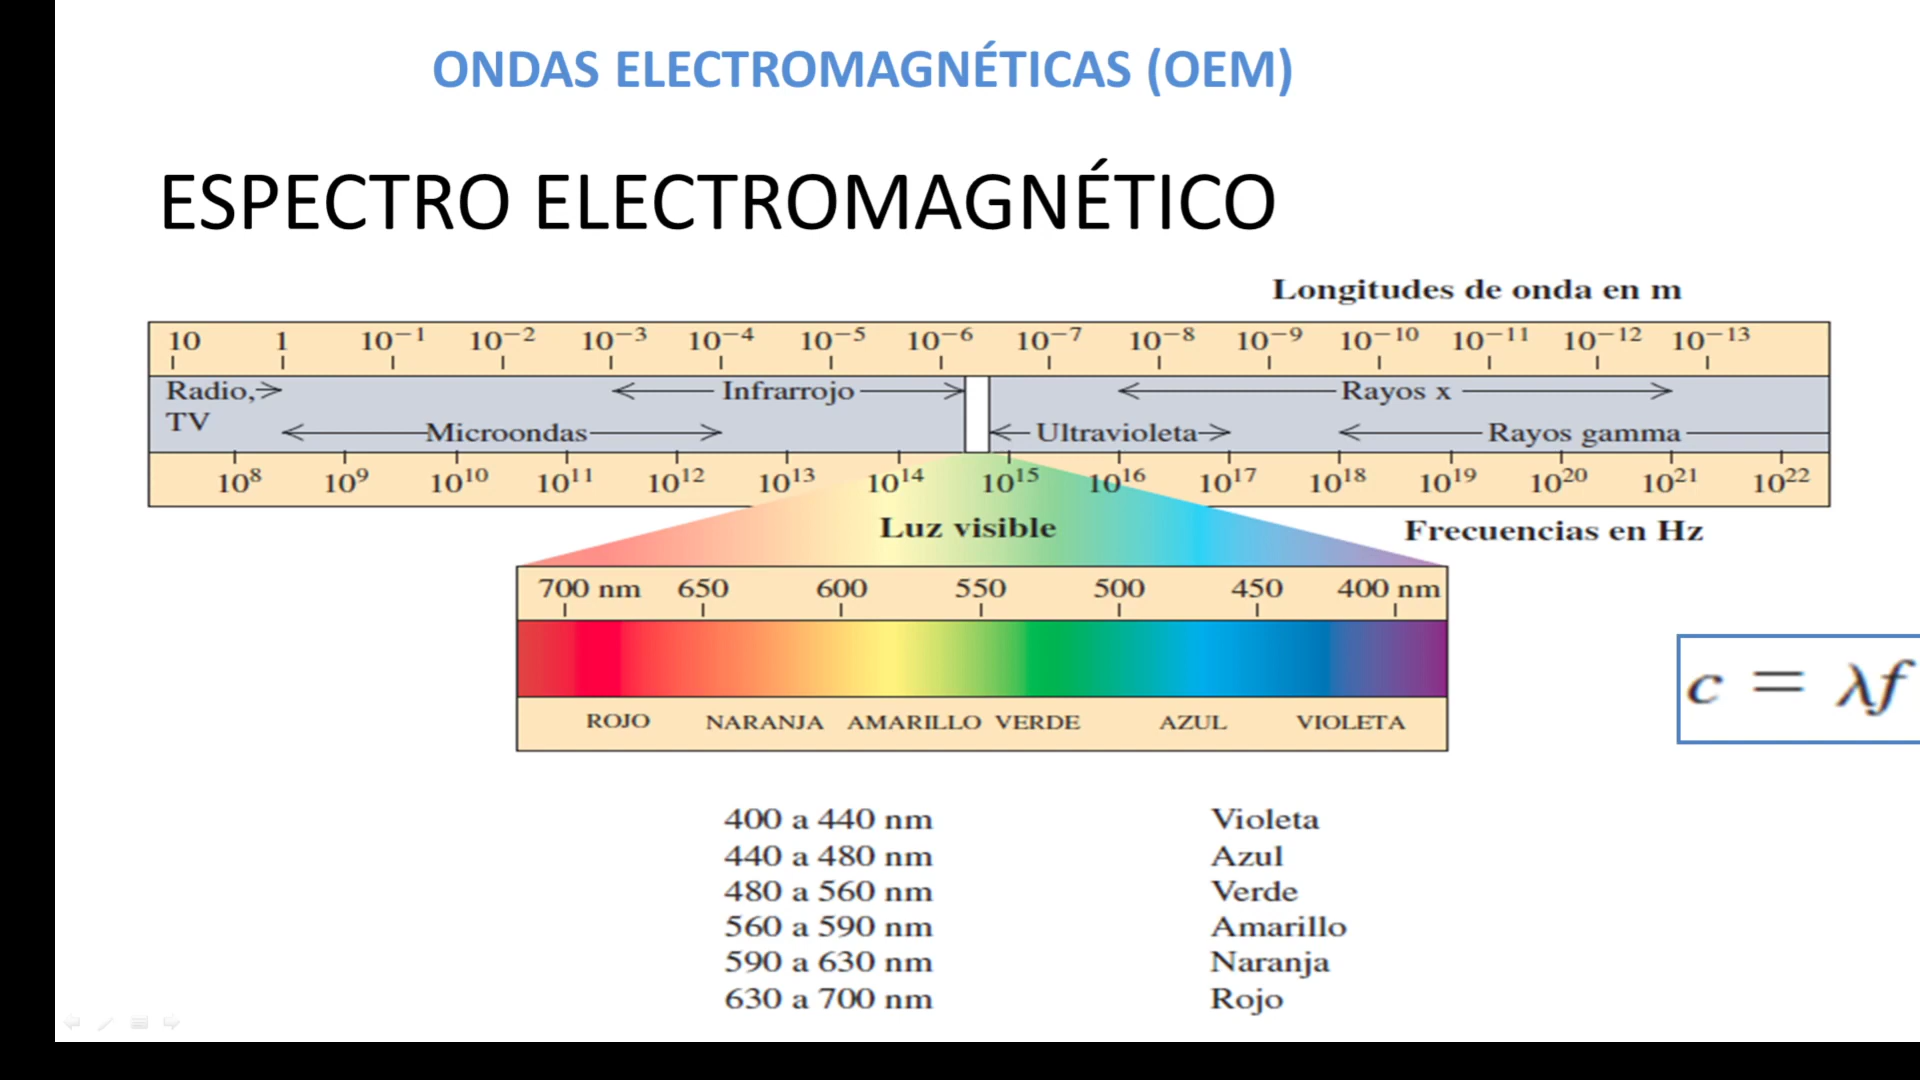 ONDAS ELECTROMAGNÉTICAS (OEM)
ESPECTRO ELECTROMAGNÉTICO
Longitudes de onda en m
10 1 10⁻¹ 10⁻² 10⁻³ 10⁻⁴ 10⁻⁵ 10⁻⁶ 10⁻⁷ 10⁻⁸ 10⁻⁹ 10⁻¹⁰ 10⁻¹¹ 10⁻¹² 10⁻¹³
Radio, Infrarrojo Rayos x
TV Microondas Ultravioleta Rayos gamma
10⁸ 10⁹ 10¹⁰ 10¹¹ 10¹² 10¹³ 10¹⁴ 10¹⁵ 10¹⁶ 10¹⁷ 10¹⁸ 10¹⁹ 10²⁰ 10²¹ 10²²
Luz visible Frecuencias en Hz
700 nm 650 600 550 500 450 400 nm
ROJO NARANJA AMARILLO VERDE AZUL VIOLETA
c = λf
400 a 440 nm Violeta
440 a 480 nm Azul
480 a 560 nm Verde
560 a 590 nm Amarillo
590 a 630 nm Naranja
630 a 700 nm Rojo